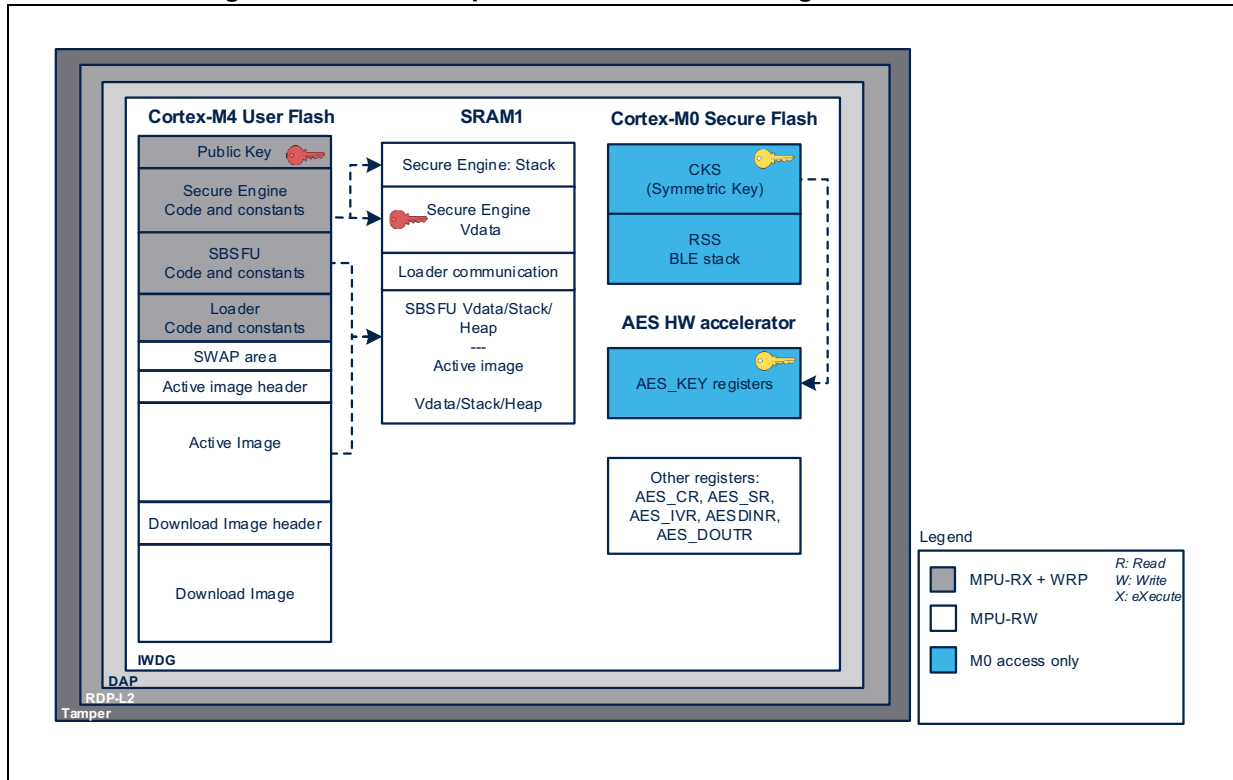 Cortex-M4 User Flash
Public Key
Secure Engine
Code and constants
SBSFU
Code and constants
Loader
Code and constants
SWAP area
Active image header
Active Image
Download Image header
Download Image
SRAM1
Secure Engine: Stack
Secure Engine
Vdata
Loader communication
SBSFU Vdata/Stack/
Heap
---
Active image
Vdata/Stack/Heap
Cortex-M0 Secure Flash
CKS
(Symmetric Key)
RSS
BLE stack
AES HW accelerator
AES_KEY registers
Other registers:
AES_CR, AES_SR,
AES_IVR, AESDINR,
AES_DOUTR
IWDG
DAP
RDP-L2
Tamper
Legend
MPU-RX + WRP
MPU-RW
M0 access only
R: Read
W: Write
X: eXecute